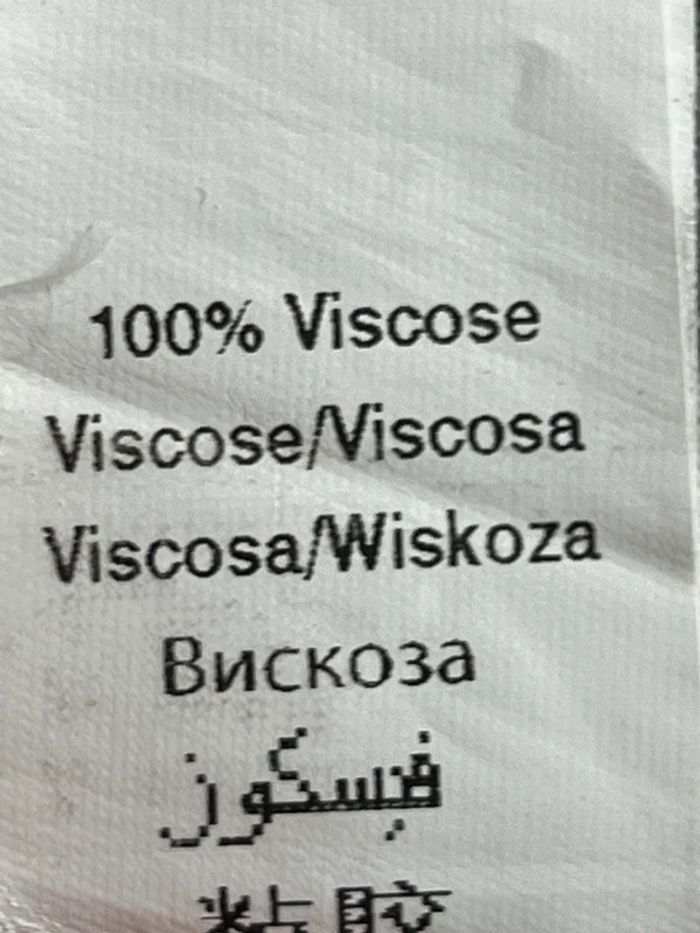 100% Viscose
Viscose/Viscosa
Viscosa/Wiskoza
Вискоза
فيسكوز